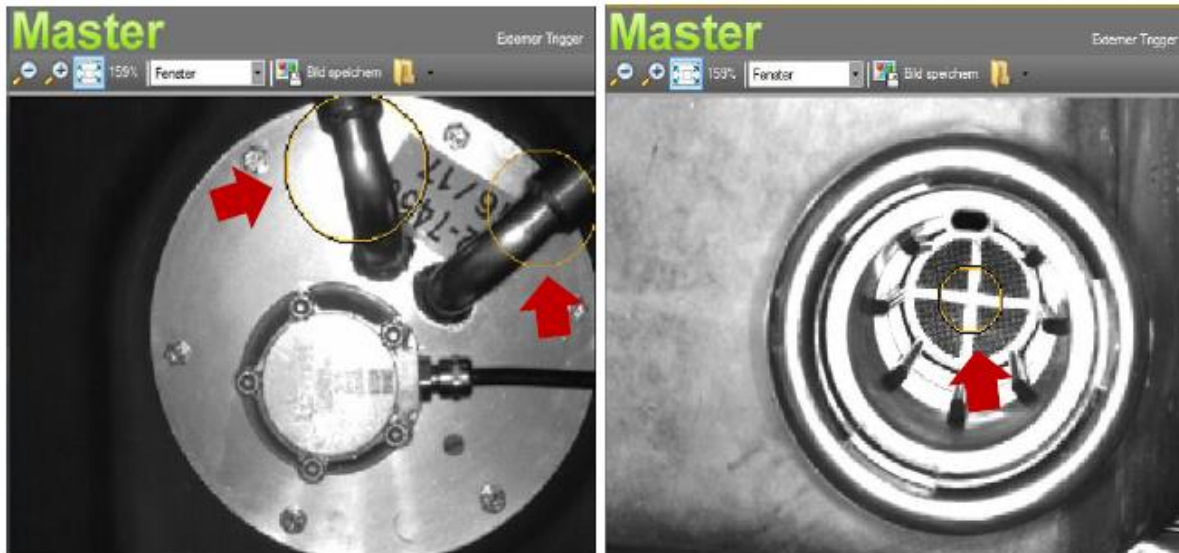 Master
Externer Trigger
159%
Fenster
Bild speichern
Master
Externer Trigger
159%
Fenster
Bild speichern